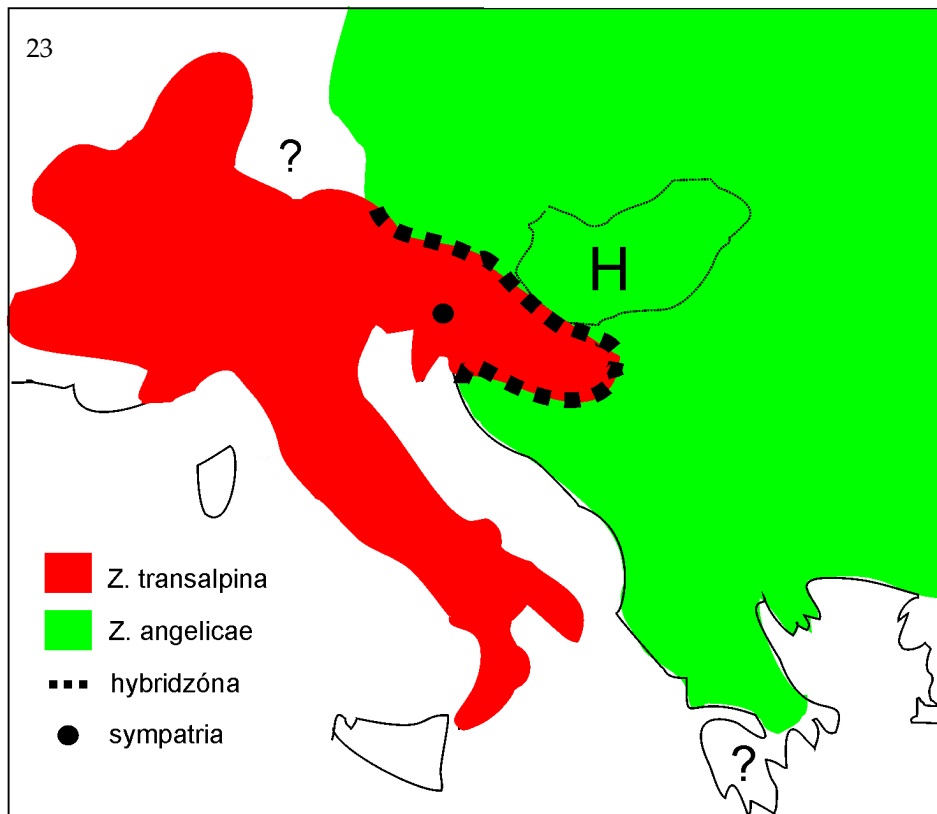 23
?
H
Z. transalpina
Z. angelicae
hybridzóna
sympatria
?